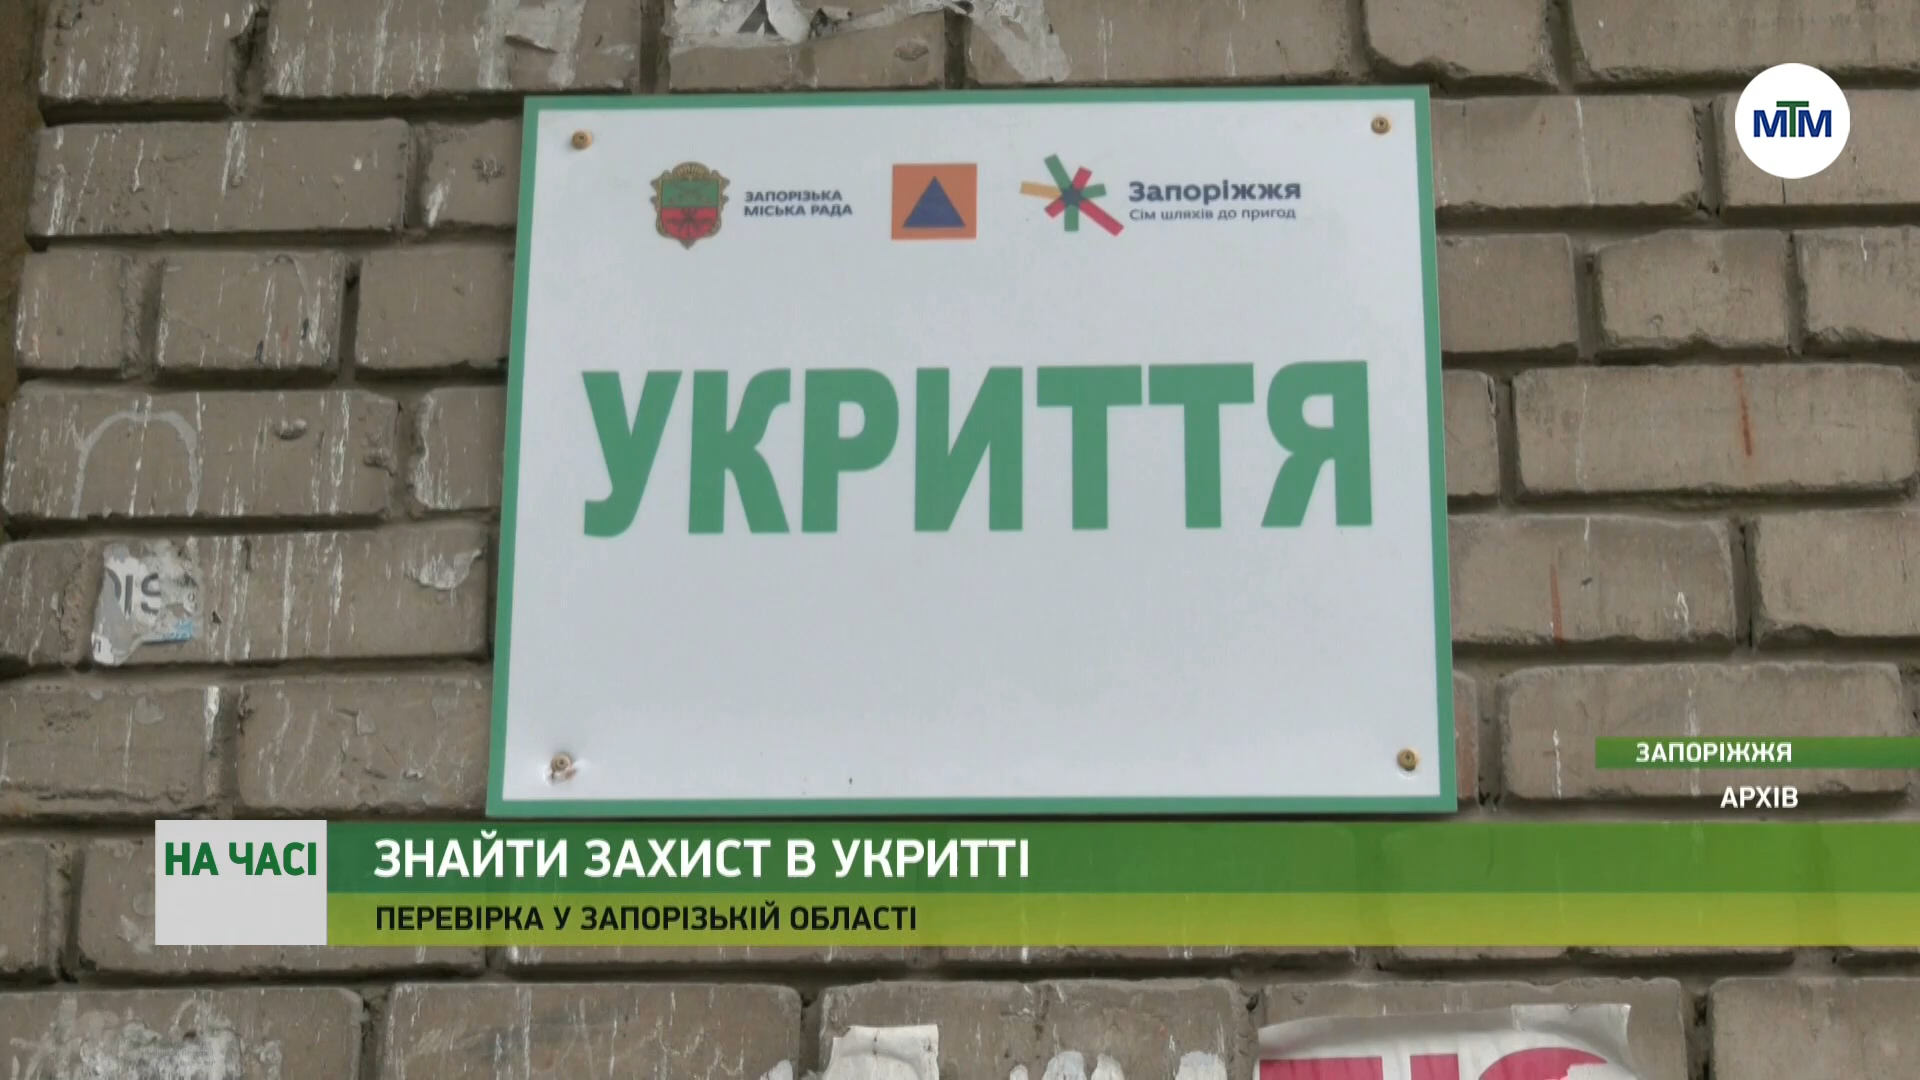 МТМ
ЗАПОРІЗЬКА
МІСЬКА РАДА
Запоріжжя
Сім шляхів до пригод
УКРИТТЯ
ЗАПОРІЖЖЯ
АРХІВ
НА ЧАСІ
ЗНАЙТИ ЗАХИСТ В УКРИТТІ
ПЕРЕВІРКА У ЗАПОРІЗЬКІЙ ОБЛАСТІ